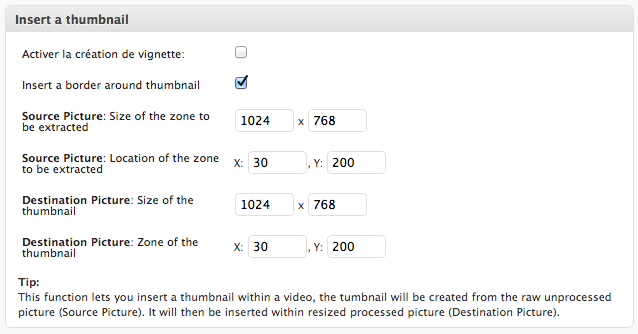 Insert a thumbnail
Activer la création de vignette:
Insert a border around thumbnail
Source Picture: Size of the zone to
be extracted
1024 x 768
Source Picture: Location of the zone
to be extracted
X: 30 , Y: 200
Destination Picture: Size of the
thumbnail
1024 x 768
Destination Picture: Zone of the
thumbnail
X: 30 , Y: 200
Tip:
This function lets you insert a thumbnail within a video, the tumbnail will be created from the raw unprocessed
picture (Source Picture). It will then be inserted within resized processed picture (Destination Picture).